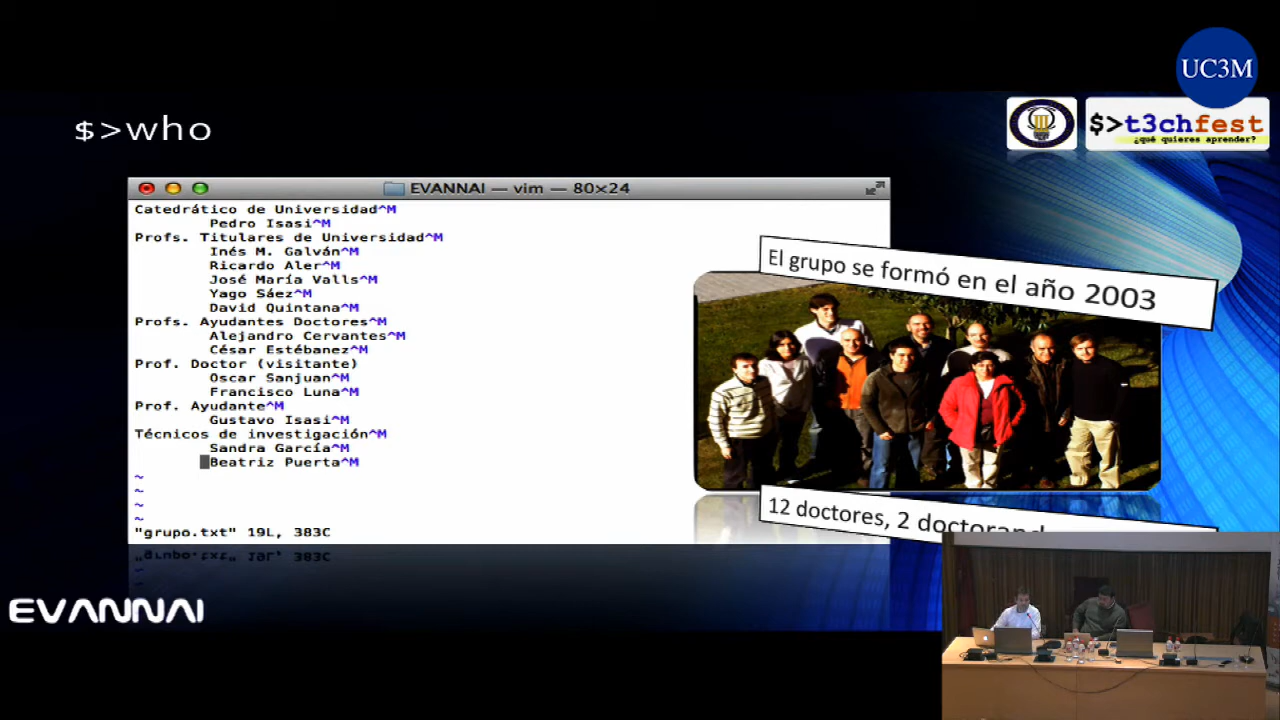 UC3M
$>who
$>t3chfest
¿qué quieres aprender?
EVANNAI — vim — 80×24
Catedrático de Universidad^M
Pedro Isasi^M
Profs. Titulares de Universidad^M
Inés M. Galván^M
Ricardo Aler^M
José María Valls^M
Yago Sáez^M
David Quintana^M
Profs. Ayudantes Doctores^M
Alejandro Cervantes^M
César Estébanez^M
Prof. Doctor (visitante)
Oscar Sanjuan^M
Francisco Luna^M
Prof. Ayudante^M
Gustavo Isasi^M
Técnicos de investigación^M
Sandra García^M
Beatriz Puerta^M
~
~
~
~
"grupo.txt" 19L, 383C
El grupo se formó en el año 2003
12 doctores, 2
EVANNAI